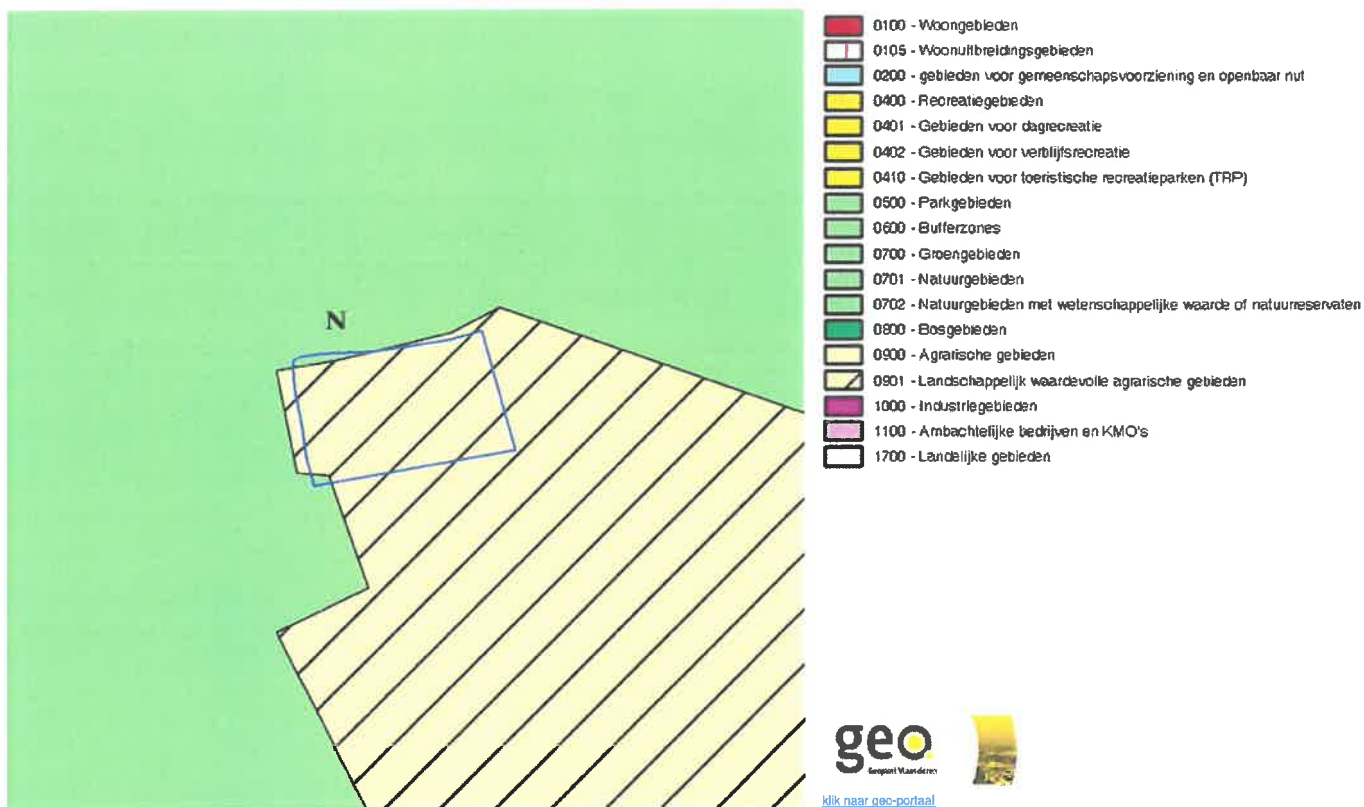 N
0100 - Woongebieden
0105 - Woonuitbreidingsgebieden
0200 - gebieden voor gemeenschapsvoorziening en openbaar nut
0400 - Recreatiegebieden
0401 - Gebieden voor dagrecreatie
0402 - Gebieden voor verblijfsrecreatie
0410 - Gebieden voor toeristische recreatieparken (TRP)
0500 - Parkgebieden
0600 - Bufferzones
0700 - Groengebieden
0701 - Natuurgebieden
0702 - Natuurgebieden met wetenschappelijke waarde of natuurreservaten
0800 - Bosgebieden
0900 - Agrarische gebieden
0901 - Landschappelijk waardevolle agrarische gebieden
1000 - Industriegebieden
1100 - Ambachtelijke bedrijven en KMO's
1700 - Landelijke gebieden
geo
Geopunt Vlaanderen
klik naar geo-portaal